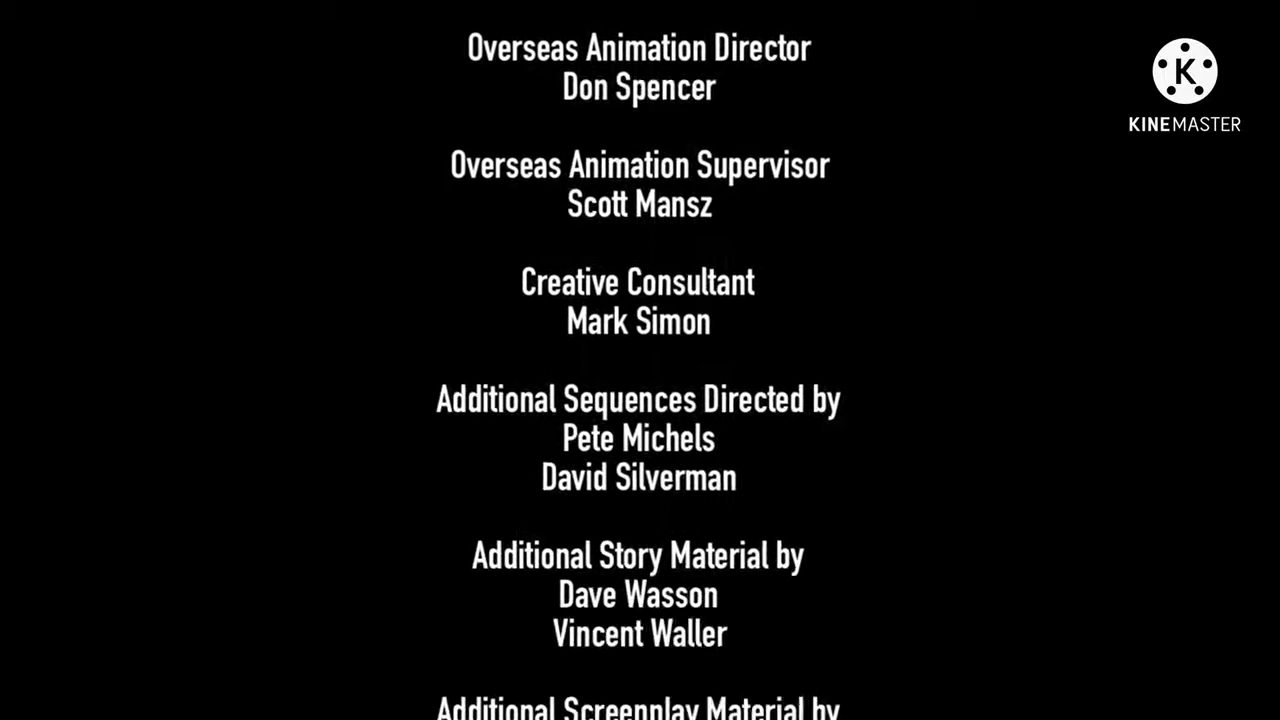 Overseas Animation Director
Don Spencer
K
KINEMASTER
Overseas Animation Supervisor
Scott Mansz
Creative Consultant
Mark Simon
Additional Sequences Directed by
Pete Michels
David Silverman
Additional Story Material by
Dave Wasson
Vincent Waller
Additional Screenplay Material by